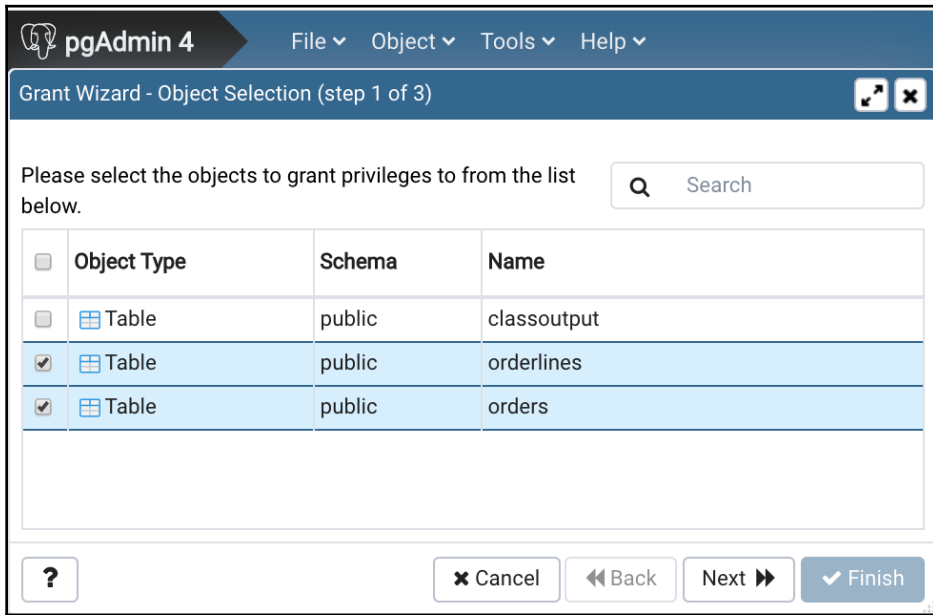 pgAdmin 4 File Object Tools Help
Grant Wizard - Object Selection (step 1 of 3)
Please select the objects to grant privileges to from the list
below.
Search
Object Type Schema Name
Table public classoutput
Table public orderlines
Table public orders
? Cancel Back Next Finish